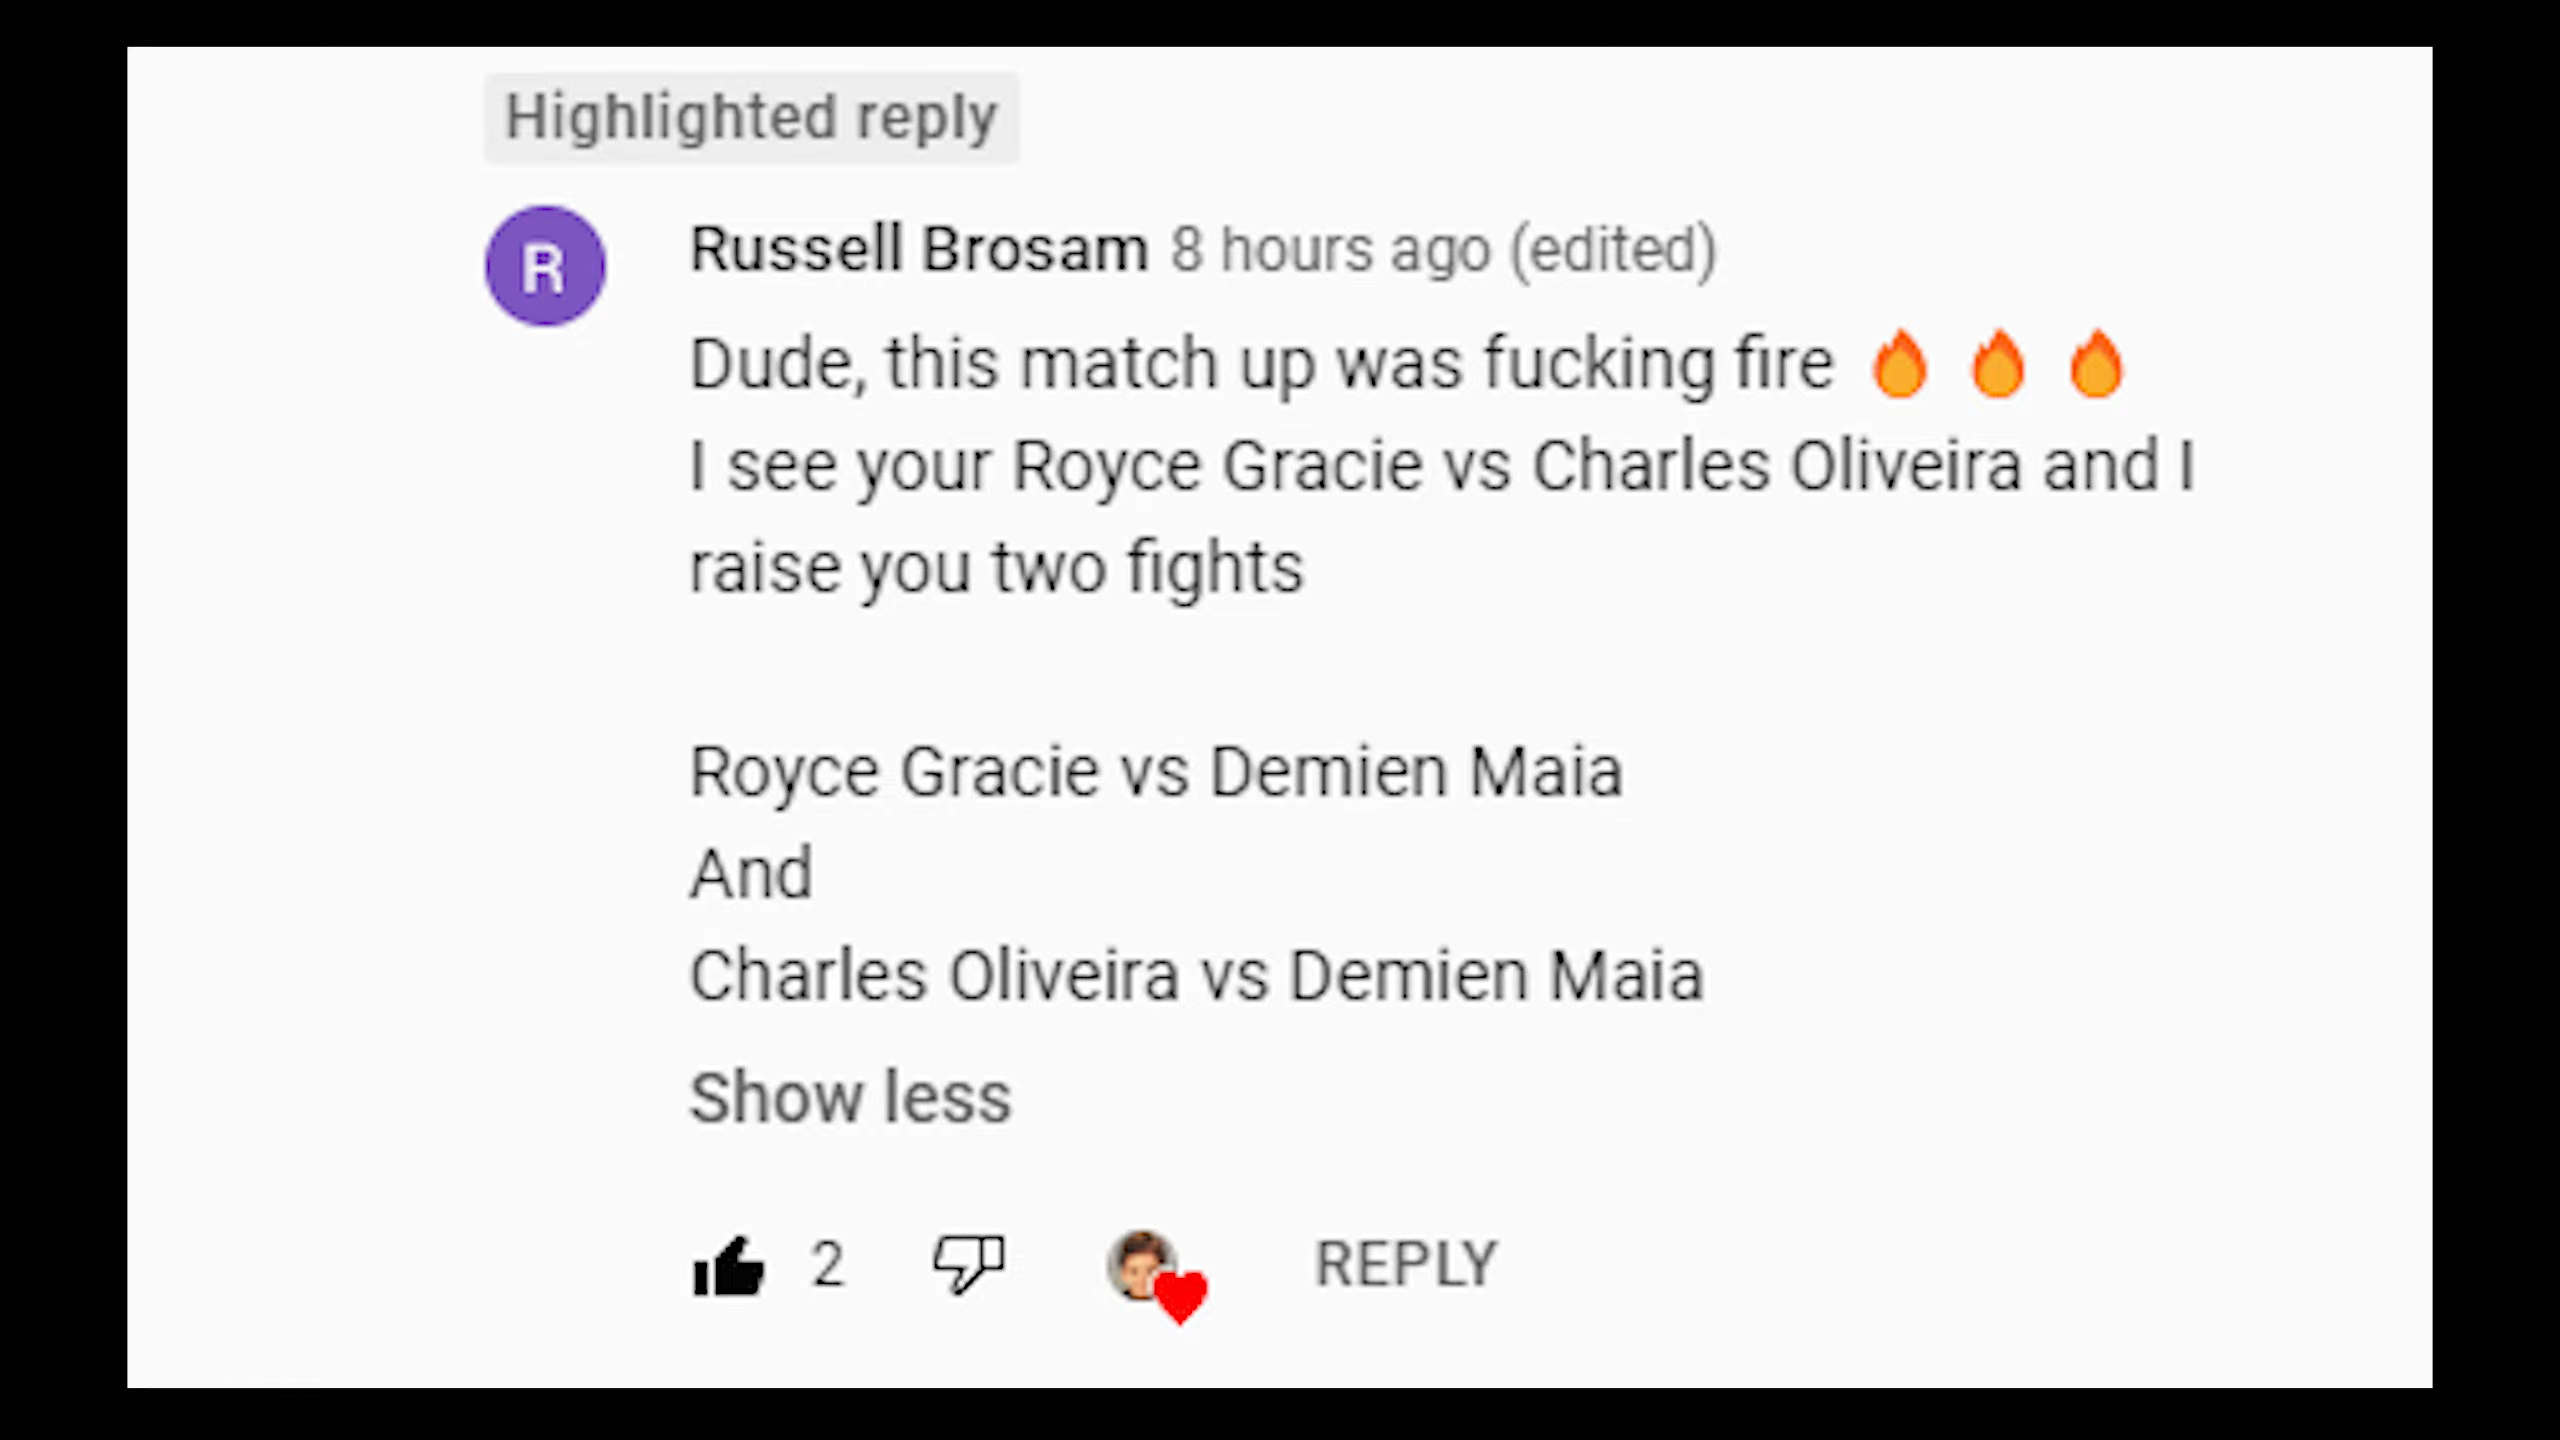 Highlighted reply
R
Russell Brosam 8 hours ago (edited)
Dude, this match up was fucking fire 🔥 🔥 🔥
I see your Royce Gracie vs Charles Oliveira and I
raise you two fights
Royce Gracie vs Demien Maia
And
Charles Oliveira vs Demien Maia
Show less
2 REPLY